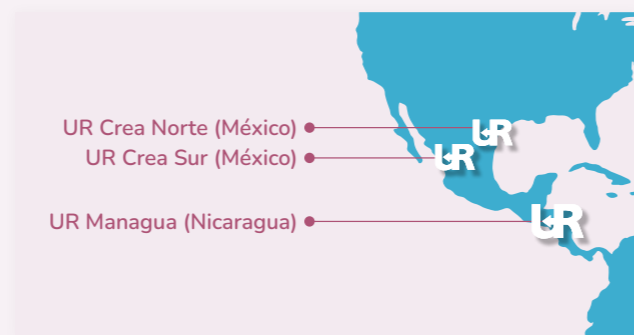 UR Crea Norte (México)
UR
UR Crea Sur (México)
UR
UR Managua (Nicaragua)
UR